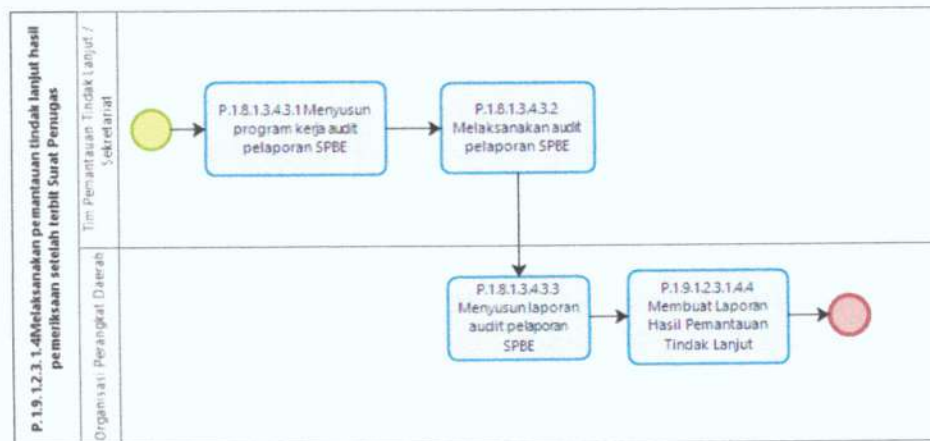 P.1.9.1.2.3.1.4Melaksanakan pemantauan tindak lanjut hasil
pemeriksaan setelah terbit Surat Penugas
Tim Pemantauan Tindak Lanjut /
Sekretariat
P.1.8.1.3.4.3.1 Menyusun
program kerja audit
pelaporan SPBE
P.1.8.1.3.4.3.2
Melaksanakan audit
pelaporan SPBE
Organisasi Perangkat Daerah
P.1.8.1.3.4.3.3
Menyusun laporan
audit pelaporan
SPBE
P.1.9.1.2.3.1.4.4
Membuat Laporan
Hasil Pemantauan
Tindak Lanjut